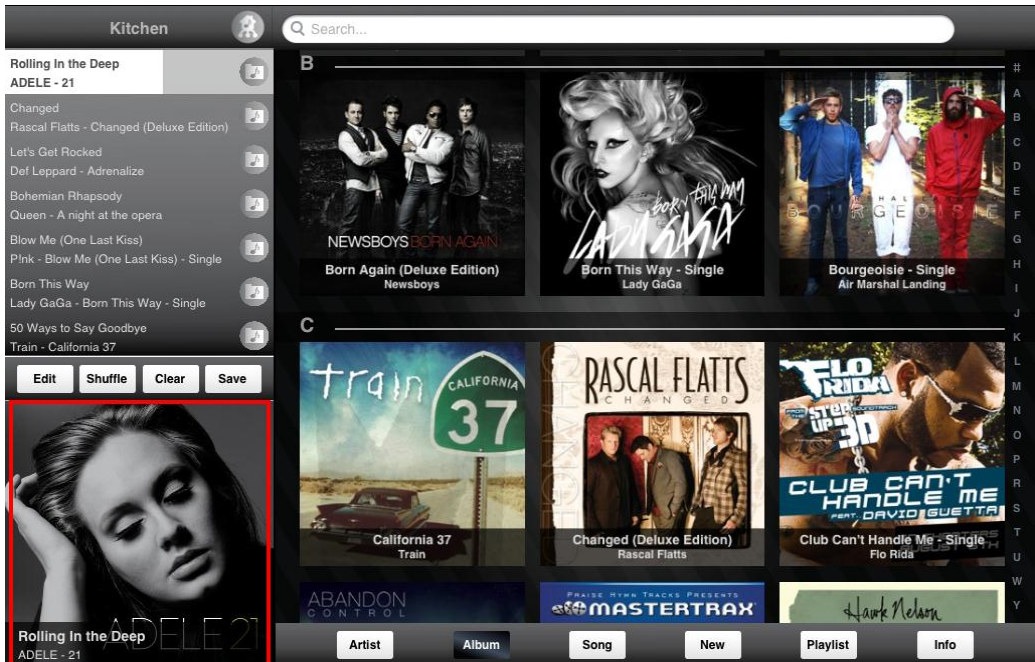 Kitchen
Search...
Rolling In the Deep
ADELE - 21
Changed
Rascal Flatts - Changed (Deluxe Edition)
Let's Get Rocked
Def Leppard - Adrenalize
Bohemian Rhapsody
Queen - A night at the opera
Blow Me (One Last Kiss)
P!nk - Blow Me (One Last Kiss) - Single
Born This Way
Lady GaGa - Born This Way - Single
50 Ways to Say Goodbye
Train - California 37
Edit Shuffle Clear Save
ADELE 21
Rolling In the Deep
ADELE - 21
B
NEWSBOYS BORN AGAIN
Born Again (Deluxe Edition)
Newsboys
BORN THIS WAY
LADY GAGA
Born This Way - Single
Lady GaGa
BOURGEOISIE
Bourgeoisie - Single
Air Marshal Landing
C
train
CALIFORNIA
37
California 37
Train
RASCAL FLATTS
CHANGED
Changed (Deluxe Edition)
Rascal Flatts
FLO
RIDA
FROM STEP SOUNDTRACK
UP 3D
CLUB CAN'T
HANDLE ME
FEAT. DAVID GUETTA
Club Can't Handle Me - Single
Flo Rida
ABANDON
CONTROL
PRAISE HYMN TRACKS PRESENTS
MASTERTRAX
Hawk Nelson
#
A
B
C
D
E
F
G
H
I
J
K
L
M
N
O
P
R
S
T
U
W
Y
Artist Album Song New Playlist Info